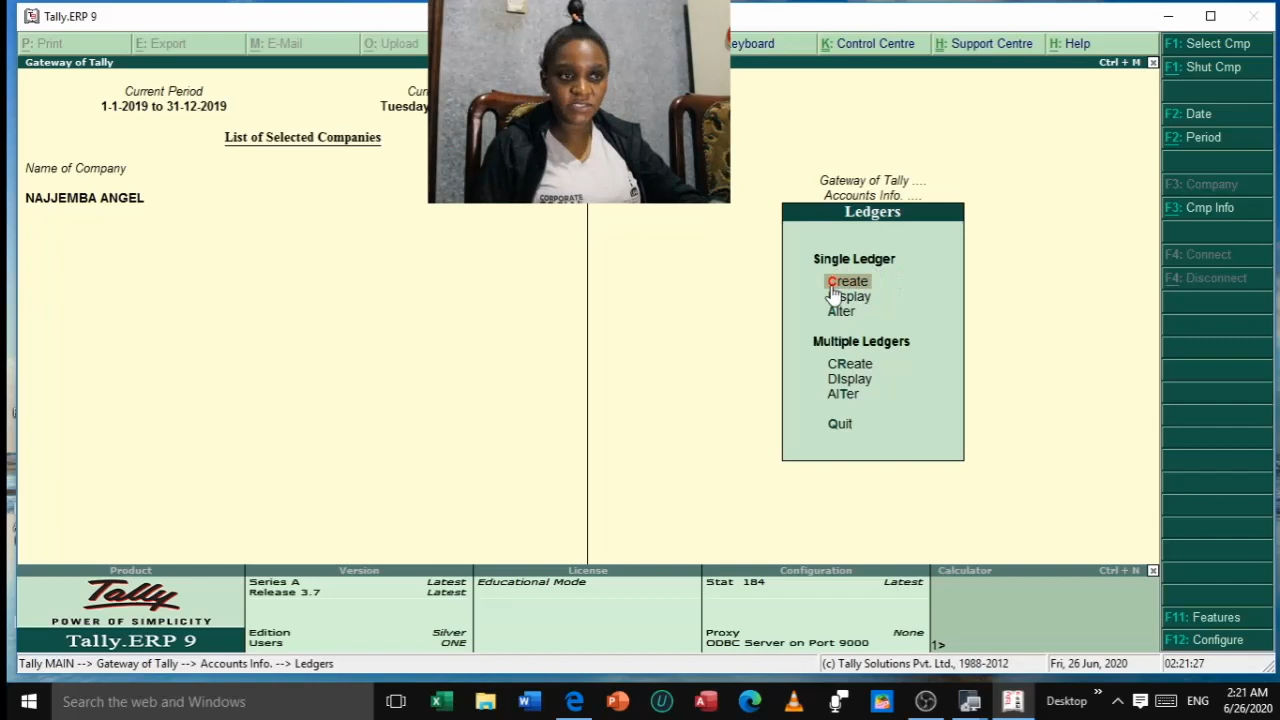 Tally.ERP 9
P: Print
E: Export
M: E-Mail
O: Upload
eyboard
K: Control Centre
H: Support Centre
H: Help
Gateway of Tally
Ctrl + M
Current Period
1-1-2019 to 31-12-2019
Tuesday
List of Selected Companies
Name of Company
NAJJEMBA ANGEL
CORPORATE
Gateway of Tally ....
Accounts Info. ....
Ledgers
Single Ledger
Create
splay
Alter
Multiple Ledgers
CReate
DIsplay
AlTer
Quit
F1: Select Cmp
F1: Shut Cmp
F2: Date
F2: Period
F3: Company
F3: Cmp Info
F4: Connect
F4: Disconnect
F11: Features
F12: Configure
Product
Tally
POWER OF SIMPLICITY
Tally.ERP 9
Version
Series A Latest
Release 3.7 Latest
Edition Silver
Users ONE
License
Educational Mode
Configuration
Stat 184 Latest
Proxy None
ODBC Server on Port 9000
Calculator
Ctrl + N
1>
Tally MAIN --> Gateway of Tally --> Accounts Info. --> Ledgers
(c) Tally Solutions Pvt. Ltd., 1988-2012
Fri, 26 Jun, 2020
02:21:27
Search the web and Windows
Desktop
ENG
2:21 AM
6/26/2020